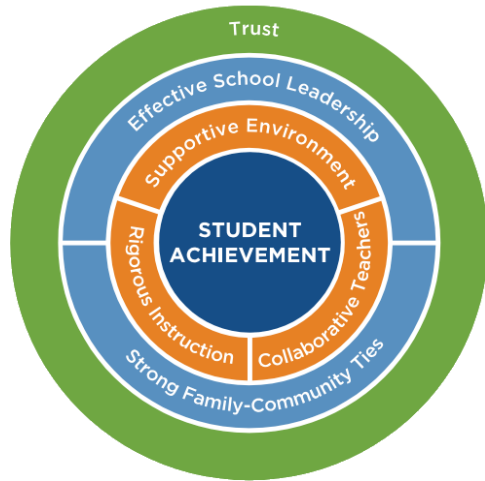 Trust
Effective School Leadership
Supportive Environment
STUDENT
ACHIEVEMENT
Rigorous Instruction
Collaborative Teachers
Strong Family-Community Ties